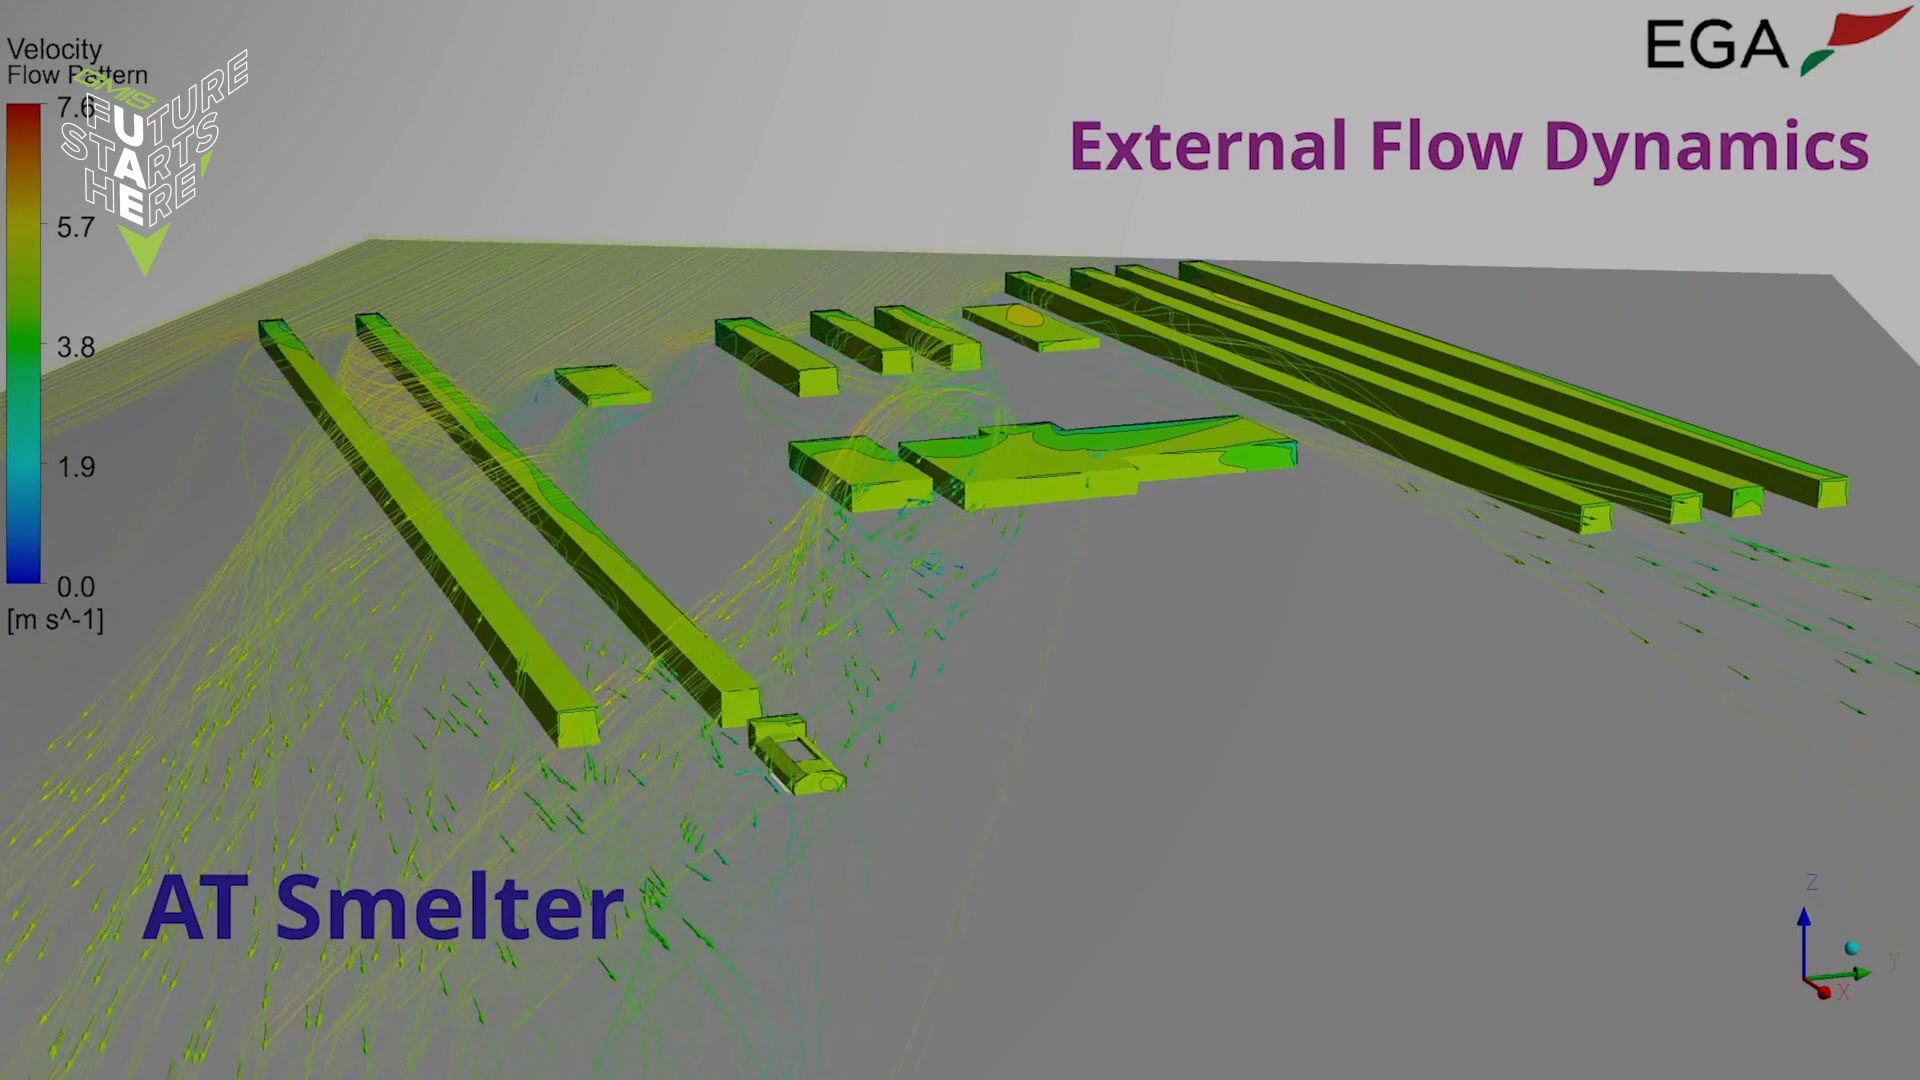 Velocity
Flow Pattern
7.6
5.7
3.8
1.9
0.0
[m s^-1]
GMIS
FUTURE
STARTS
HERE
UAE
EGA
External Flow Dynamics
AT Smelter
Z
Y
X